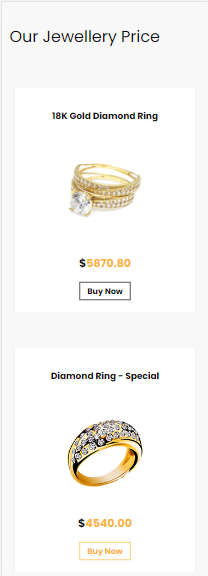 Our Jewellery Price
18K Gold Diamond Ring
$5870.80
Buy Now
Diamond Ring - Special
$4540.00
Buy Now